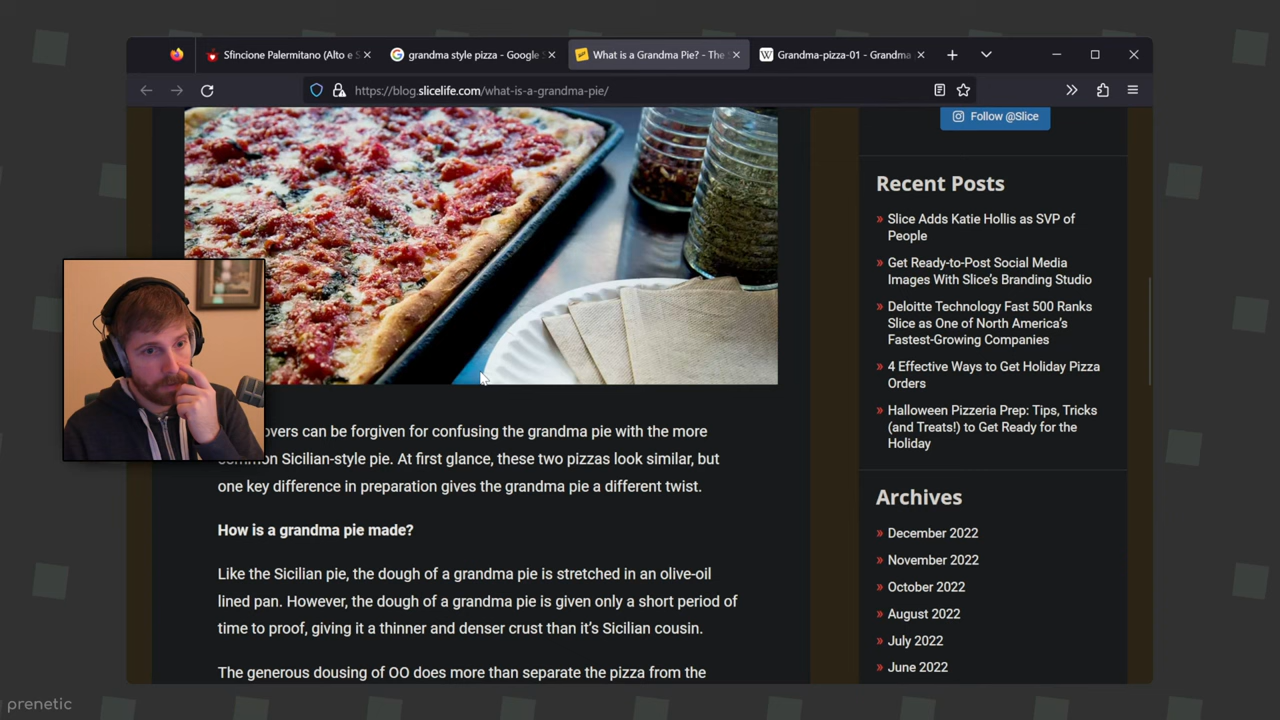 Sfincione Palermitano (Alto e S
grandma style pizza - Google S
What is a Grandma Pie? - The S
Grandma-pizza-01 - Grandma
https://blog.slicelife.com/what-is-a-grandma-pie/
Follow @Slice
Recent Posts
» Slice Adds Katie Hollis as SVP of
People
» Get Ready-to-Post Social Media
Images With Slice's Branding Studio
» Deloitte Technology Fast 500 Ranks
Slice as One of North America's
Fastest-Growing Companies
» 4 Effective Ways to Get Holiday Pizza
Orders
» Halloween Pizzeria Prep: Tips, Tricks
(and Treats!) to Get Ready for the
Holiday
Archives
» December 2022
» November 2022
» October 2022
» August 2022
» July 2022
» June 2022
overs can be forgiven for confusing the grandma pie with the more
common Sicilian-style pie. At first glance, these two pizzas look similar, but
one key difference in preparation gives the grandma pie a different twist.
How is a grandma pie made?
Like the Sicilian pie, the dough of a grandma pie is stretched in an olive-oil
lined pan. However, the dough of a grandma pie is given only a short period of
time to proof, giving it a thinner and denser crust than it's Sicilian cousin.
The generous dousing of OO does more than separate the pizza from the
prenetic